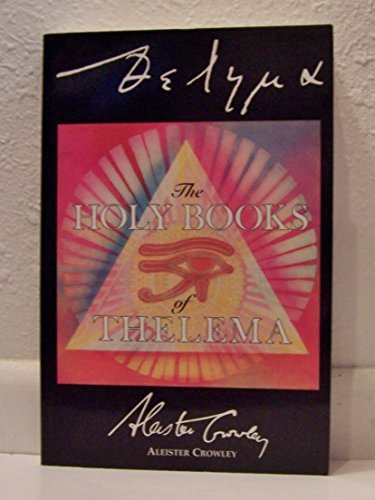 Θελημα
The
HOLY BOOKS
of
THELEMA
Aleister Crowley
ALEISTER CROWLEY